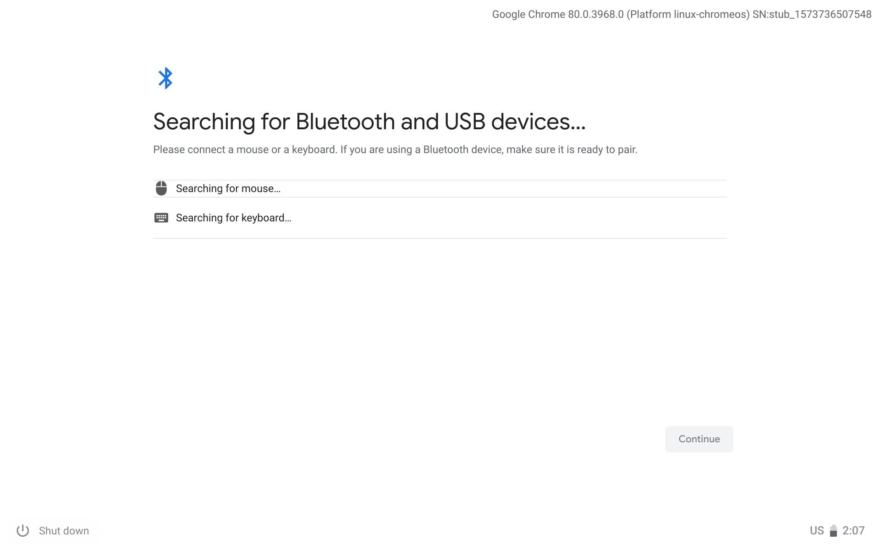 Google Chrome 80.0.3968.0 (Platform linux-chromeos) SN:stub_1573736507548
Searching for Bluetooth and USB devices...
Please connect a mouse or a keyboard. If you are using a Bluetooth device, make sure it is ready to pair.
Searching for mouse...
Searching for keyboard...
Continue
Shut down
US 2:07